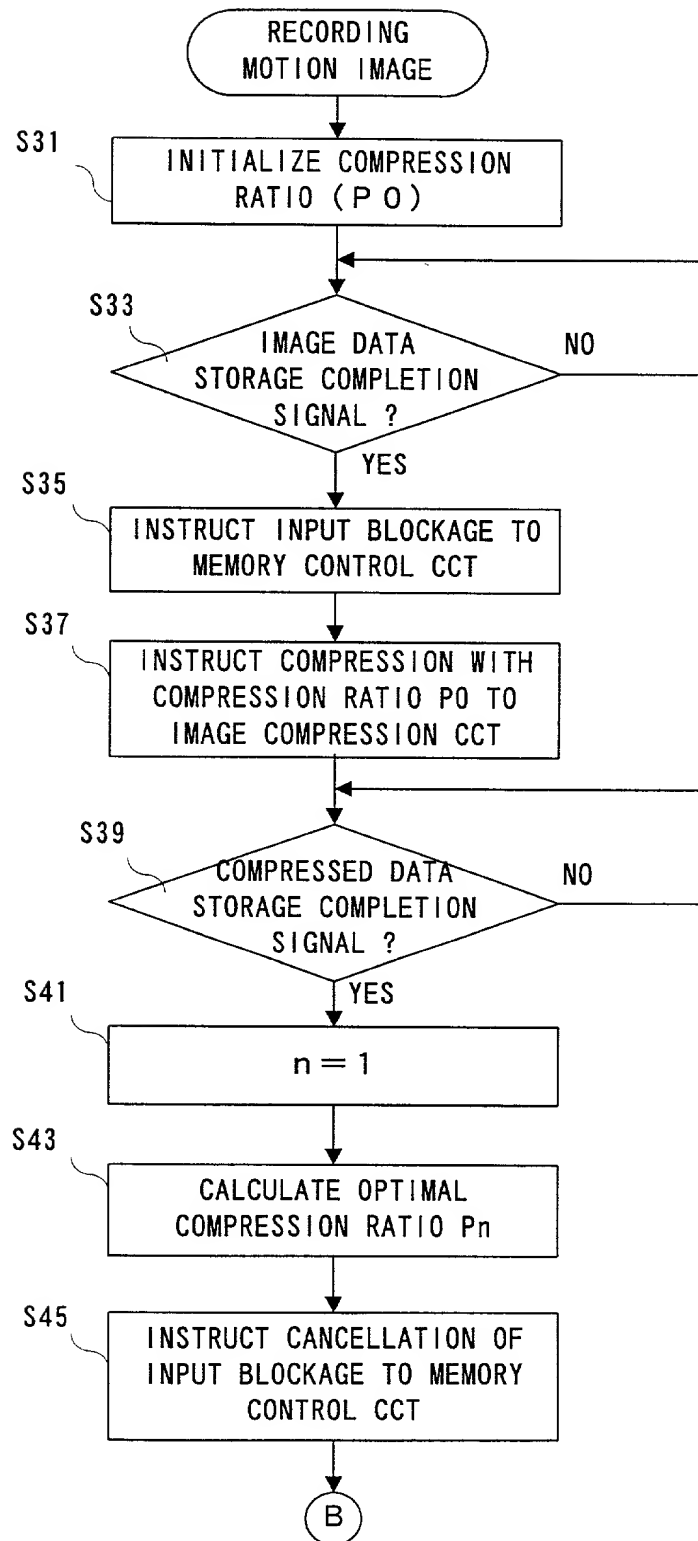 RECORDING
MOTION IMAGE
S31
INITIALIZE COMPRESSION
RATIO (P0)
S33
IMAGE DATA
STORAGE COMPLETION
SIGNAL ?
NO
YES
S35
INSTRUCT INPUT BLOCKAGE TO
MEMORY CONTROL CCT
S37
INSTRUCT COMPRESSION WITH
COMPRESSION RATIO P0 TO
IMAGE COMPRESSION CCT
S39
COMPRESSED DATA
STORAGE COMPLETION
SIGNAL ?
NO
YES
S41
n = 1
S43
CALCULATE OPTIMAL
COMPRESSION RATIO Pn
S45
INSTRUCT CANCELLATION OF
INPUT BLOCKAGE TO MEMORY
CONTROL CCT
B